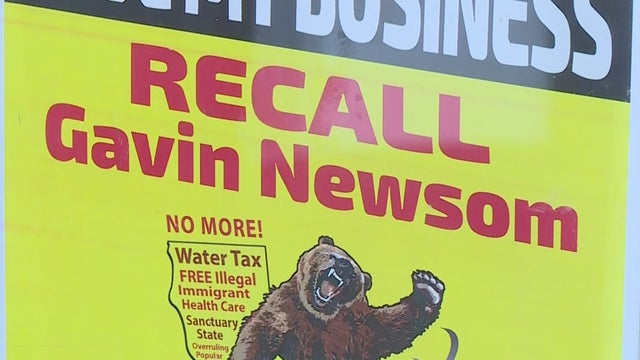 BUSINESS
RECALL
Gavin Newsom
NO MORE!
Water Tax
FREE Illegal
Immigrant
Health Care
Sanctuary
State
Overruling
Popular